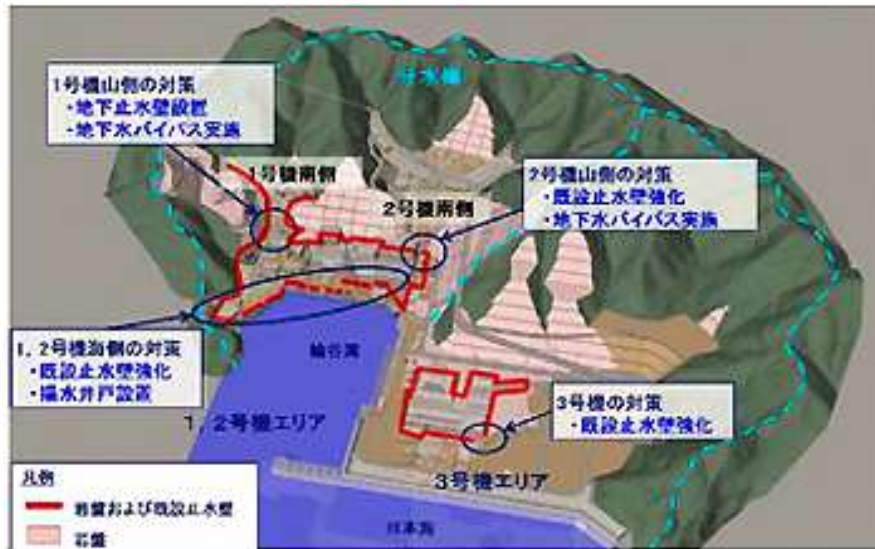 分水嶺
1号機山側の対策
・地下止水壁設置
・地下水バイパス実施
1号機南側
2号機南側
2号機山側の対策
・既設止水壁強化
・地下水バイパス実施
輪谷湾
1,2号機海側の対策
・既設止水壁強化
・揚水井戸設置
1,2号機エリア
3号機の対策
・既設止水壁強化
3号機エリア
日本海
凡例
岩盤および既設止水壁
岩盤